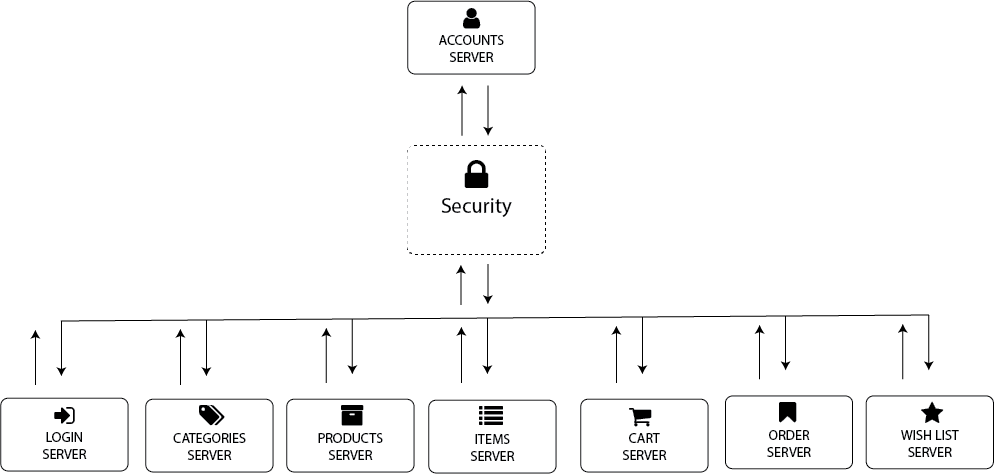 ACCOUNTS
SERVER
Security
LOGIN
SERVER
CATEGORIES
SERVER
PRODUCTS
SERVER
ITEMS
SERVER
CART
SERVER
ORDER
SERVER
WISH LIST
SERVER